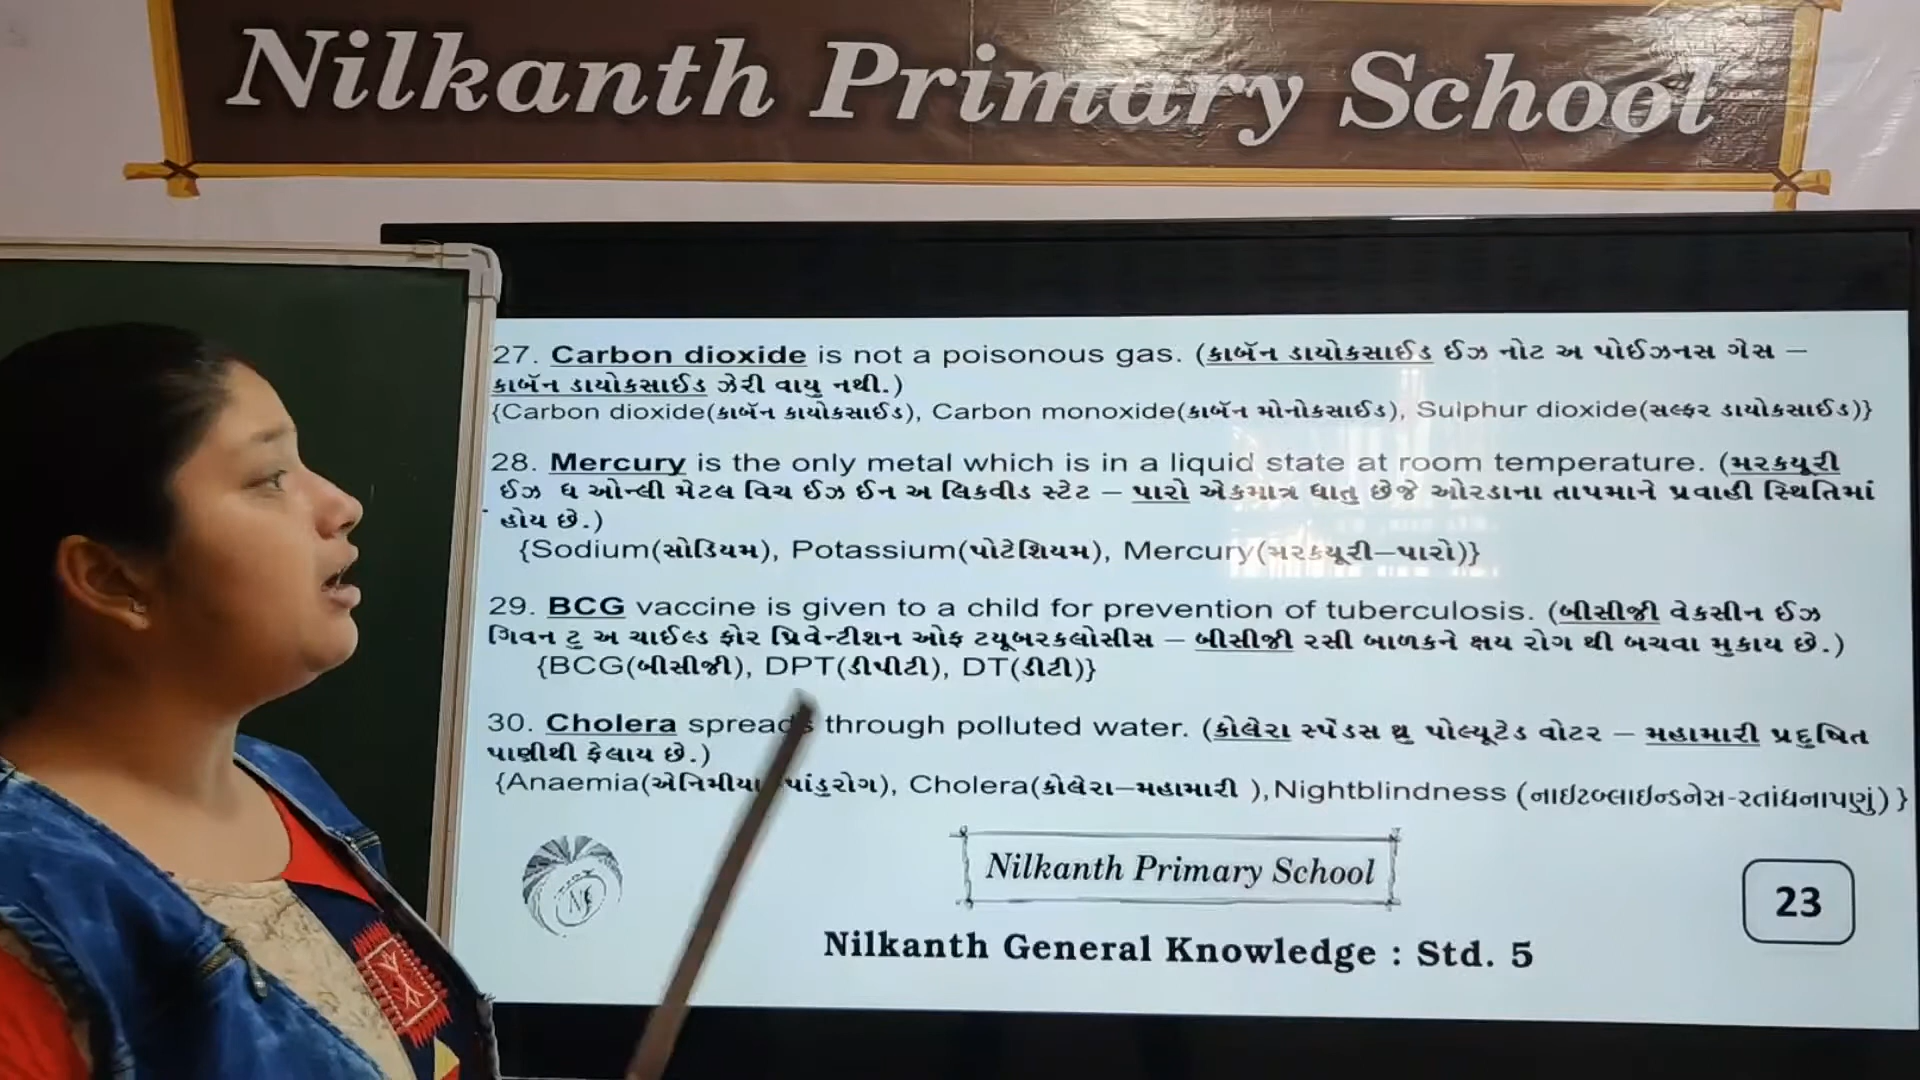 Nilkanth Primary School
27. Carbon dioxide is not a poisonous gas. (કાર્બન ડાયોકસાઈડ ઈઝ નોટ અ પોઈઝનસ ગેસ –
કાર્બન ડાયોકસાઈડ ઝેરી વાયુ નથી.)
{Carbon dioxide(કાર્બન કાયોકસાઈડ), Carbon monoxide(કાર્બન મોનોકસાઈડ), Sulphur dioxide(સલ્ફર ડાયોકસાઈડ)}
28. Mercury is the only metal which is in a liquid state at room temperature. (મરકયૂરી
ઈઝ ધ ઓન્લી મેટલ વિચ ઈઝ ઈન અ લિકવીડ સ્ટેટ – પારો એકમાત્ર ધાતુ છેજે ઓરડાના તાપમાને પ્રવાહી સ્થિતિમાં
હોય છે.)
{Sodium(સોડિયમ), Potassium(પોટેશિયમ), Mercury(મરકયૂરી–પારો)}
29. BCG vaccine is given to a child for prevention of tuberculosis. (બીસીજી વેકસીન ઈઝ
ગિવન ટુ અ ચાઈલ્ડ ફોર પ્રિવેન્ટીશન ઓફ ટયૂબરકલોસીસ – બીસીજી રસી બાળકને ક્ષય રોગ થી બચવા મુકાય છે.)
{BCG(બીસીજી), DPT(ડીપીટી), DT(ડીટી)}
30. Cholera spreads through polluted water. (કોલેરા સ્પેંડસ થ્રુ પોલ્યૂટેડ વોટર – મહામારી પ્રદુષિત
પાણીથી ફેલાય છે.)
{Anaemia(એનિમીયા પાંડુરોગ), Cholera(કોલેરા–મહામારી ), Nightblindness (નાઈટબ્લાઈન્ડનેસ-રતાંધનાપણું) }
Nilkanth Primary School
23
Nilkanth General Knowledge : Std. 5